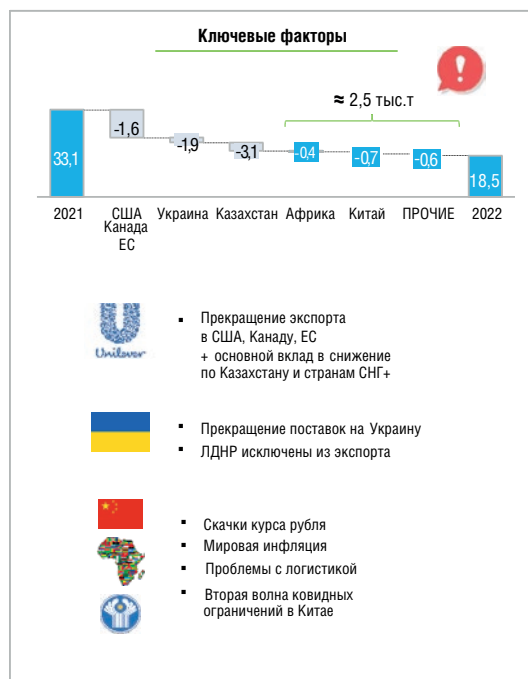 Ключевые факторы
≈ 2,5 тыс.т
33,1
-1,6
-1,9
-3,1
-0,4
-0,7
-0,6
18,5
2021
США
Канада
ЕС
Украина
Казахстан
Африка
Китай
ПРОЧИЕ
2022
Unilever
▪ Прекращение экспорта
в США, Канаду, ЕС
+ основной вклад в снижение
по Казахстану и странам СНГ+
▪ Прекращение поставок на Украину
▪ ЛДНР исключены из экспорта
▪ Скачки курса рубля
▪ Мировая инфляция
▪ Проблемы с логистикой
▪ Вторая волна ковидных
ограничений в Китае